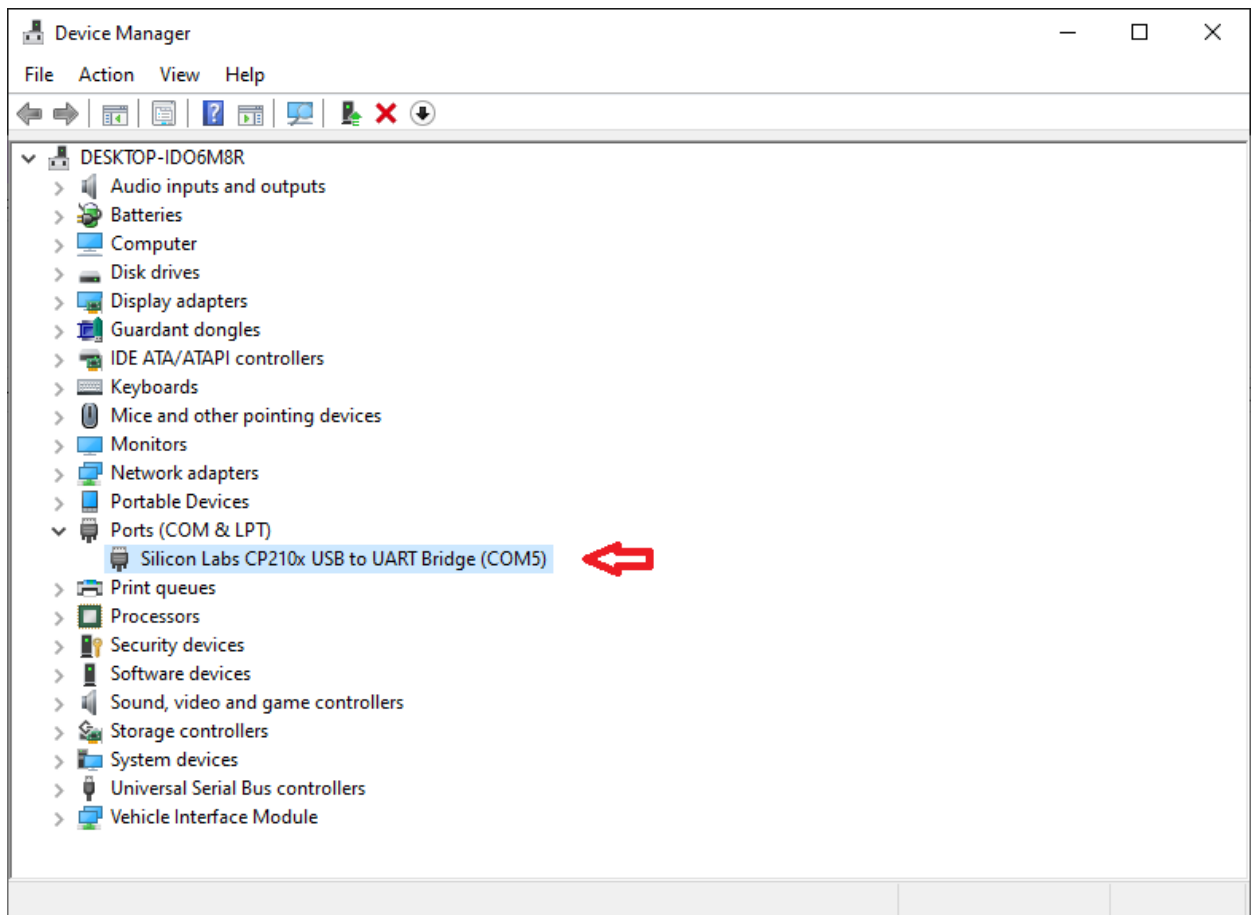 Device Manager
File Action View Help
DESKTOP-IDO6M8R
Audio inputs and outputs
Batteries
Computer
Disk drives
Display adapters
Guardant dongles
IDE ATA/ATAPI controllers
Keyboards
Mice and other pointing devices
Monitors
Network adapters
Portable Devices
Ports (COM & LPT)
Silicon Labs CP210x USB to UART Bridge (COM5)
Print queues
Processors
Security devices
Software devices
Sound, video and game controllers
Storage controllers
System devices
Universal Serial Bus controllers
Vehicle Interface Module